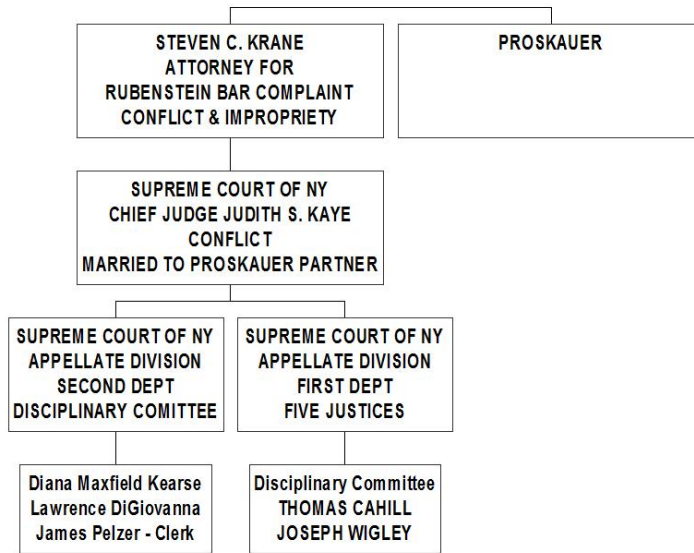 STEVEN C. KRANE
ATTORNEY FOR
RUBENSTEIN BAR COMPLAINT
CONFLICT & IMPROPRIETY
PROSKAUER
SUPREME COURT OF NY
CHIEF JUDGE JUDITH S. KAYE
CONFLICT
MARRIED TO PROSKAUER PARTNER
SUPREME COURT OF NY
APPELLATE DIVISION
SECOND DEPT
DISCIPLINARY COMITTEE
SUPREME COURT OF NY
APPELLATE DIVISION
FIRST DEPT
FIVE JUSTICES
Diana Maxfield Kearse
Lawrence DiGiovanna
James Pelzer - Clerk
Disciplinary Committee
THOMAS CAHILL
JOSEPH WIGLEY